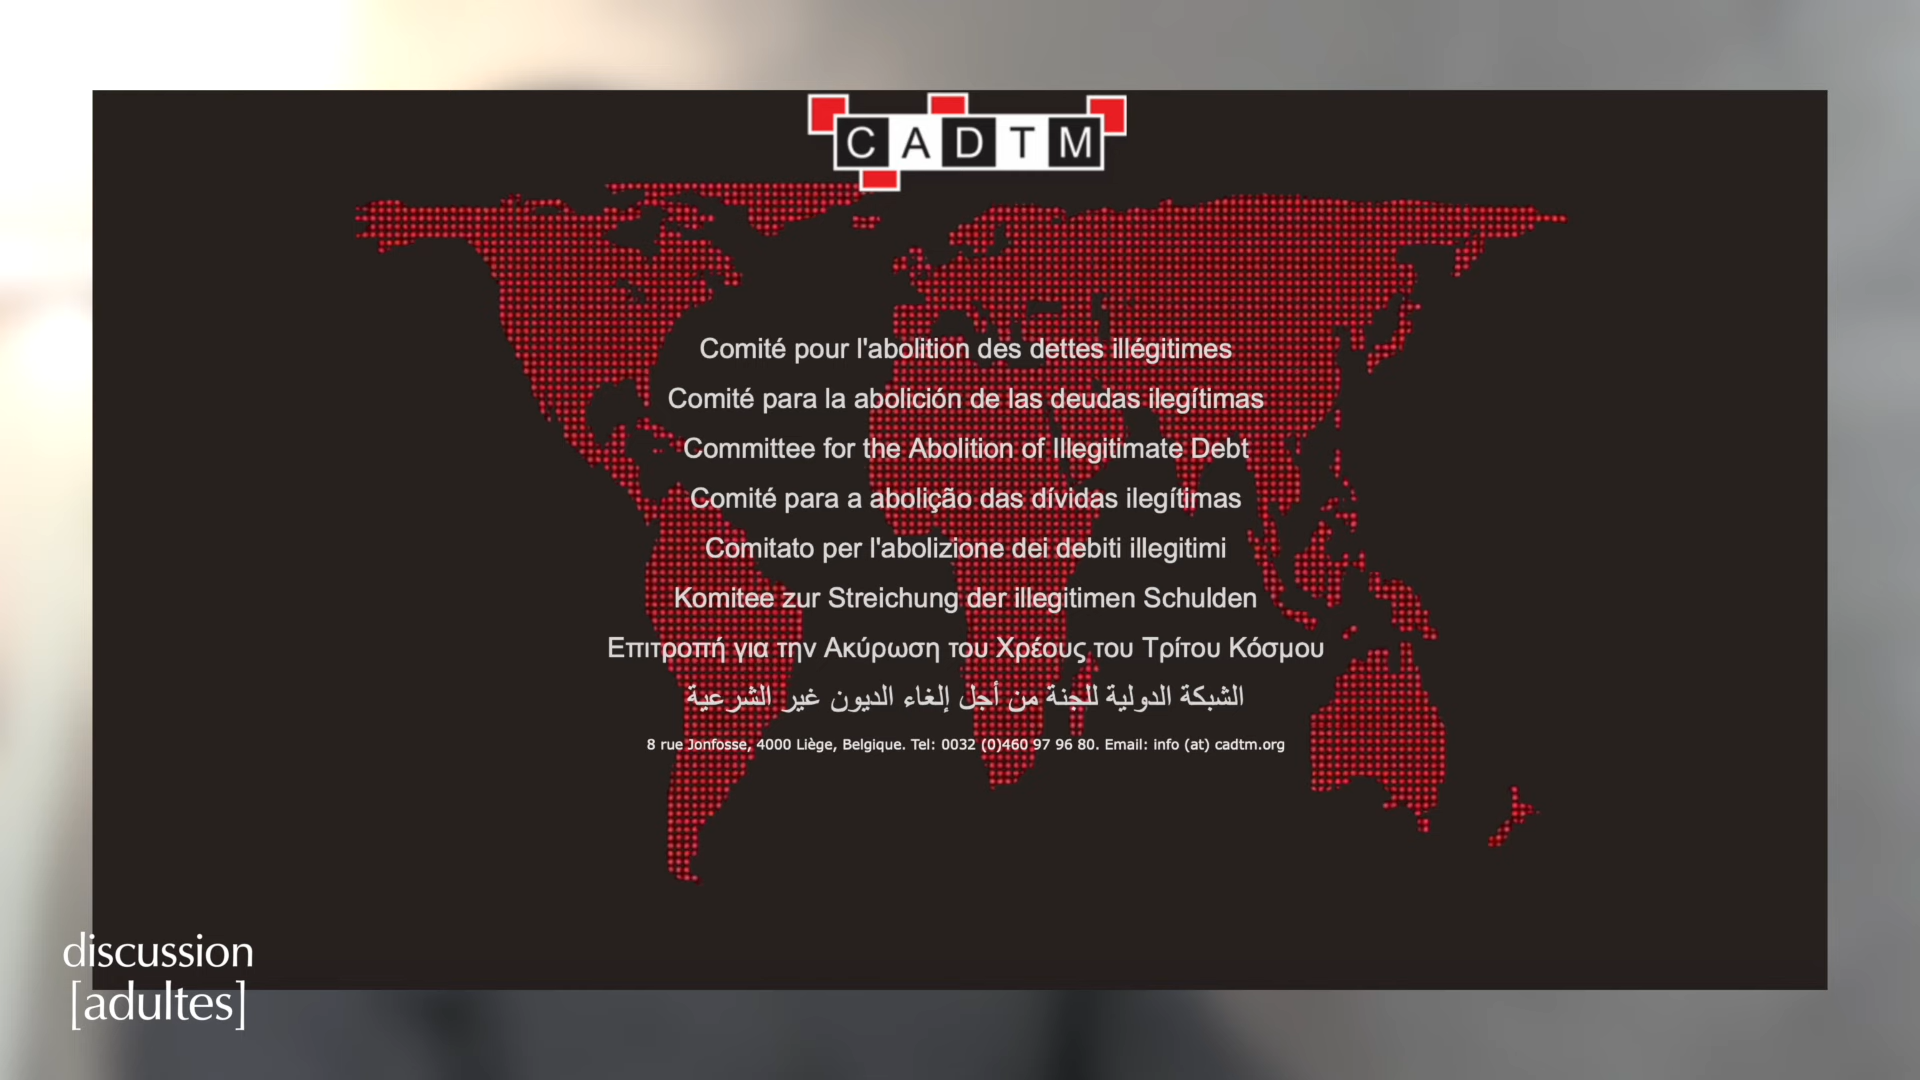 CADTM
Comité pour l'abolition des dettes illégitimes
Comité para la abolición de las deudas ilegítimas
Committee for the Abolition of Illegitimate Debt
Comité para a abolição das dívidas ilegítimas
Comitato per l'abolizione dei debiti illegitimi
Komitee zur Streichung der illegitimen Schulden
Επιτροπή για την Ακύρωση του Χρέους του Τρίτου Κόσμου
الشبكة الدولية للجنة من أجل إلغاء الديون غير الشرعية
8 rue Jonfosse, 4000 Liège, Belgique. Tel: 0032 (0)460 97 96 80. Email: info (at) cadtm.org
discussion
[adultes]